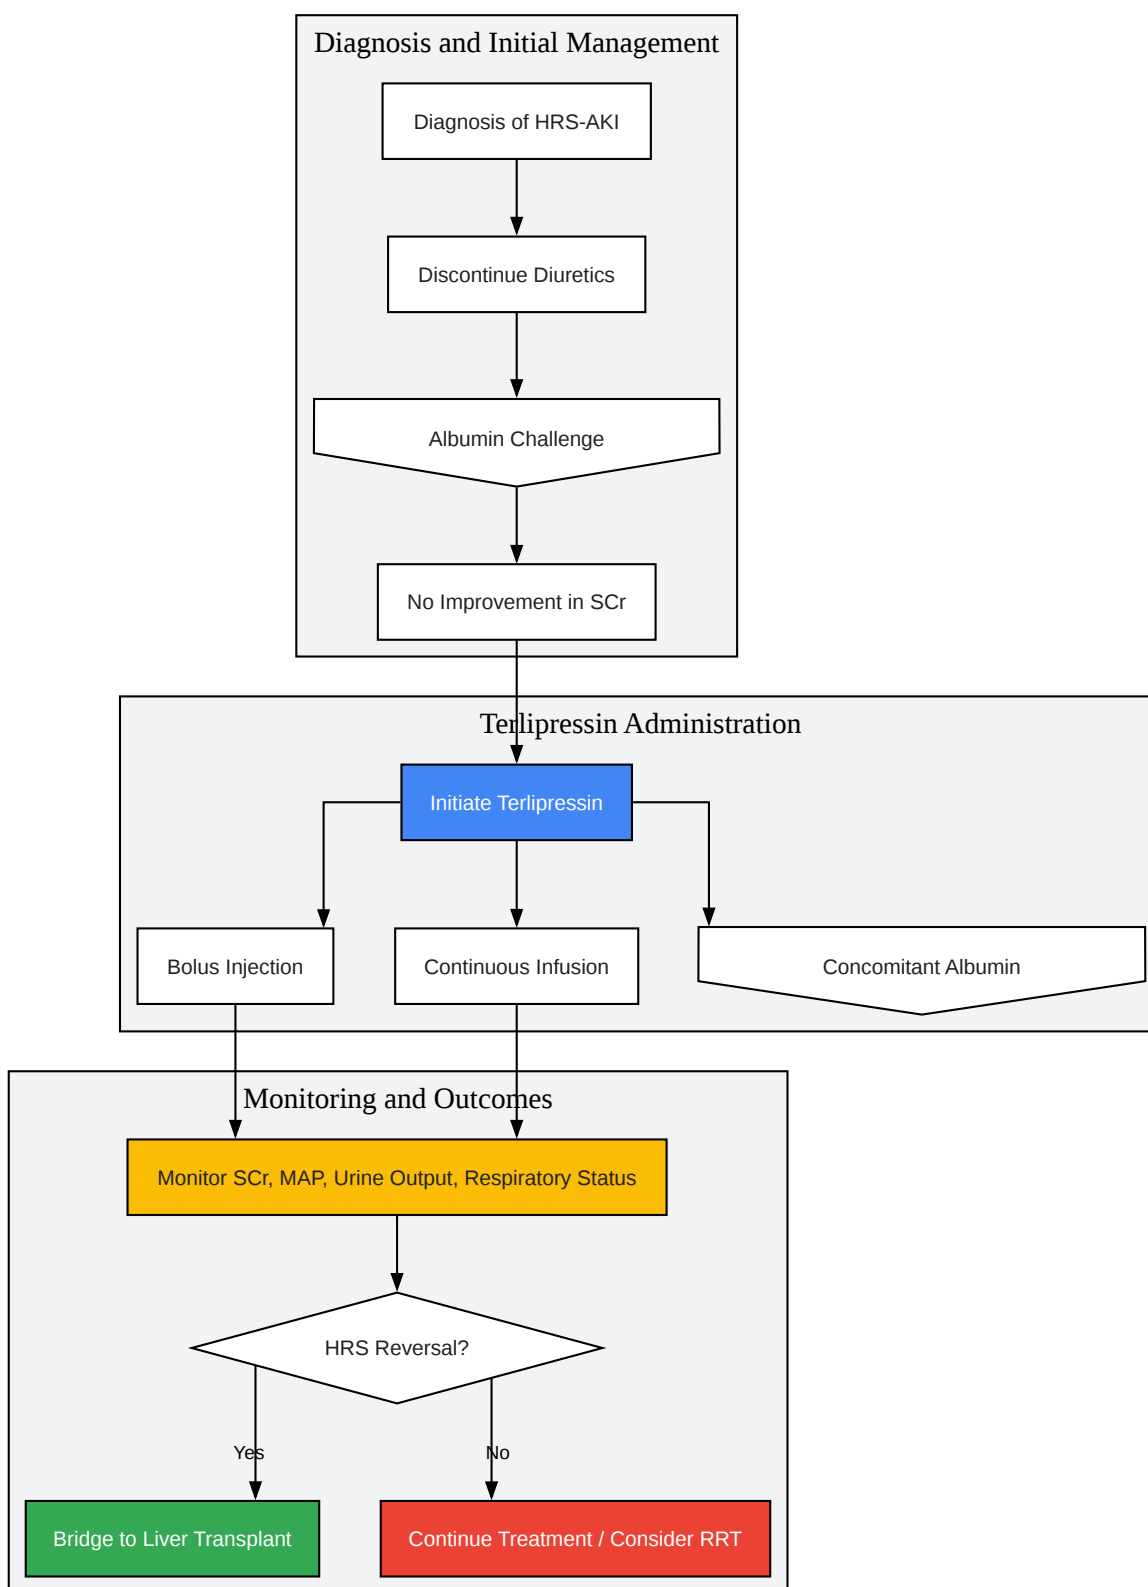 Diagnosis and Initial Management
Diagnosis of HRS-AKI
Discontinue Diuretics
Albumin Challenge
No Improvement in SCr
Terlipressin Administration
Initiate Terlipressin
Bolus Injection
Continuous Infusion
Concomitant Albumin
Monitoring and Outcomes
Monitor SCr, MAP, Urine Output, Respiratory Status
HRS Reversal?
Yes
No
Bridge to Liver Transplant
Continue Treatment / Consider RRT